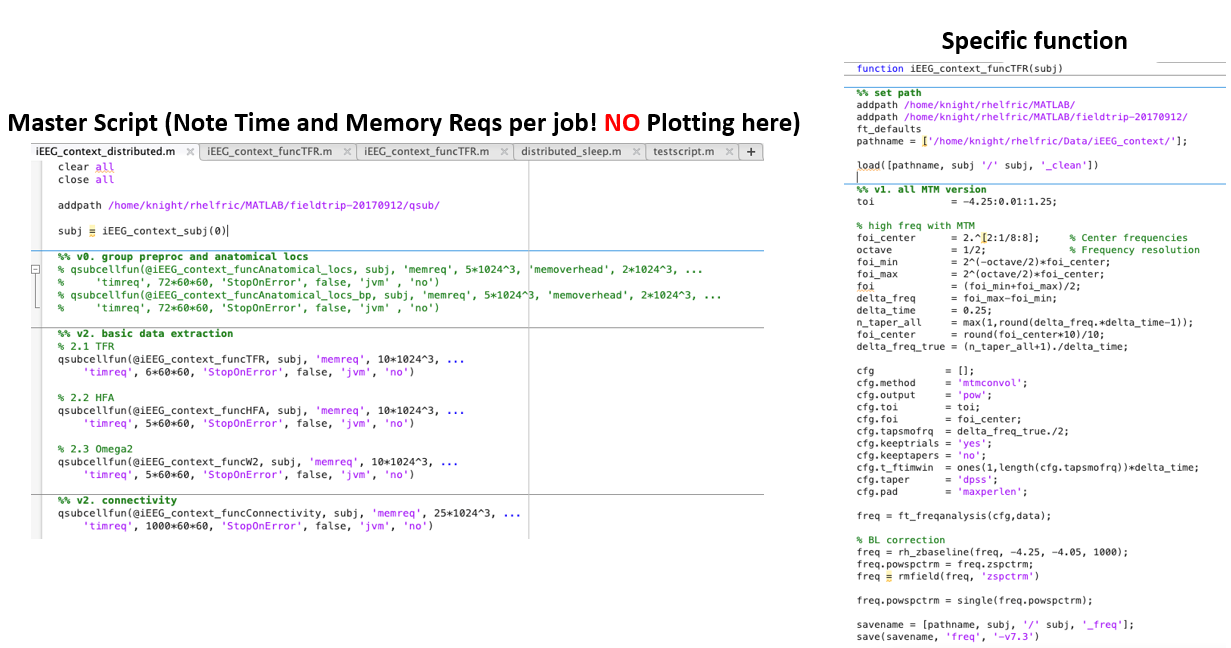 Master Script (Note Time and Memory Reqs per job! NO Plotting here)
iEEG_context_distributed.m × iEEG_context_funcTFR.m × iEEG_context_funcTFR.m × distributed_sleep.m × testscript.m × +
clear all
close all
addpath /home/knight/rhelfric/MATLAB/fieldtrip-20170912/qsub/
subj = iEEG_context_subj(0)
%% v0. group preproc and anatomical locs
% qsubcellfun(@iEEG_context_funcAnatomical_locs, subj, 'memreq', 5*1024^3, 'memoverhead', 2*1024^3, ...
%     'timreq', 72*60*60, 'StopOnError', false, 'jvm' , 'no')
% qsubcellfun(@iEEG_context_funcAnatomical_locs_bp, subj, 'memreq', 5*1024^3, 'memoverhead', 2*1024^3, ...
%     'timreq', 72*60*60, 'StopOnError', false, 'jvm' , 'no')
%% v2. basic data extraction
% 2.1 TFR
qsubcellfun(@iEEG_context_funcTFR, subj, 'memreq', 10*1024^3, ...
    'timreq', 6*60*60, 'StopOnError', false, 'jvm', 'no')
% 2.2 HFA
qsubcellfun(@iEEG_context_funcHFA, subj, 'memreq', 10*1024^3, ...
    'timreq', 5*60*60, 'StopOnError', false, 'jvm', 'no')
% 2.3 Omega2
qsubcellfun(@iEEG_context_funcW2, subj, 'memreq', 10*1024^3, ...
    'timreq', 5*60*60, 'StopOnError', false, 'jvm', 'no')
%% v2. connectivity
qsubcellfun(@iEEG_context_funcConnectivity, subj, 'memreq', 25*1024^3, ...
    'timreq', 1000*60*60, 'StopOnError', false, 'jvm', 'no')
Specific function
function iEEG_context_funcTFR(subj)
%% set path
addpath /home/knight/rhelfric/MATLAB/
addpath /home/knight/rhelfric/MATLAB/fieldtrip-20170912/
ft_defaults
pathname = ['/home/knight/rhelfric/Data/iEEG_context/'];
load([pathname, subj '/' subj, '_clean'])
%% v1. all MTM version
toi            = -4.25:0.01:1.25;
% high freq with MTM
foi_center      = 2.^[2:1/8:8];     % Center frequencies
octave          = 1/2;              % Frequency resolution
foi_min         = 2^(-octave/2)*foi_center;
foi_max         = 2^(octave/2)*foi_center;
foi             = (foi_min+foi_max)/2;
delta_freq      = foi_max-foi_min;
delta_time      = 0.25;
n_taper_all     = max(1,round(delta_freq.*delta_time-1));
foi_center      = round(foi_center*10)/10;
delta_freq_true = (n_taper_all+1)./delta_time;
cfg            = [];
cfg.method     = 'mtmconvol';
cfg.output     = 'pow';
cfg.toi        = toi;
cfg.foi        = foi_center;
cfg.tapsmofrq  = delta_freq_true./2;
cfg.keeptrials = 'yes';
cfg.keeptapers = 'no';
cfg.t_ftimwin  = ones(1,length(cfg.tapsmofrq))*delta_time;
cfg.taper      = 'dpss';
cfg.pad        = 'maxperlen';
freq = ft_freqanalysis(cfg,data);
% BL correction
freq = rh_zbaseline(freq, -4.25, -4.05, 1000);
freq.powspctrm = freq.zspctrm;
freq = rmfield(freq, 'zspctrm')
freq.powspctrm = single(freq.powspctrm);
savename = [pathname, subj, '/' subj, '_freq'];
save(savename, 'freq', '-v7.3')